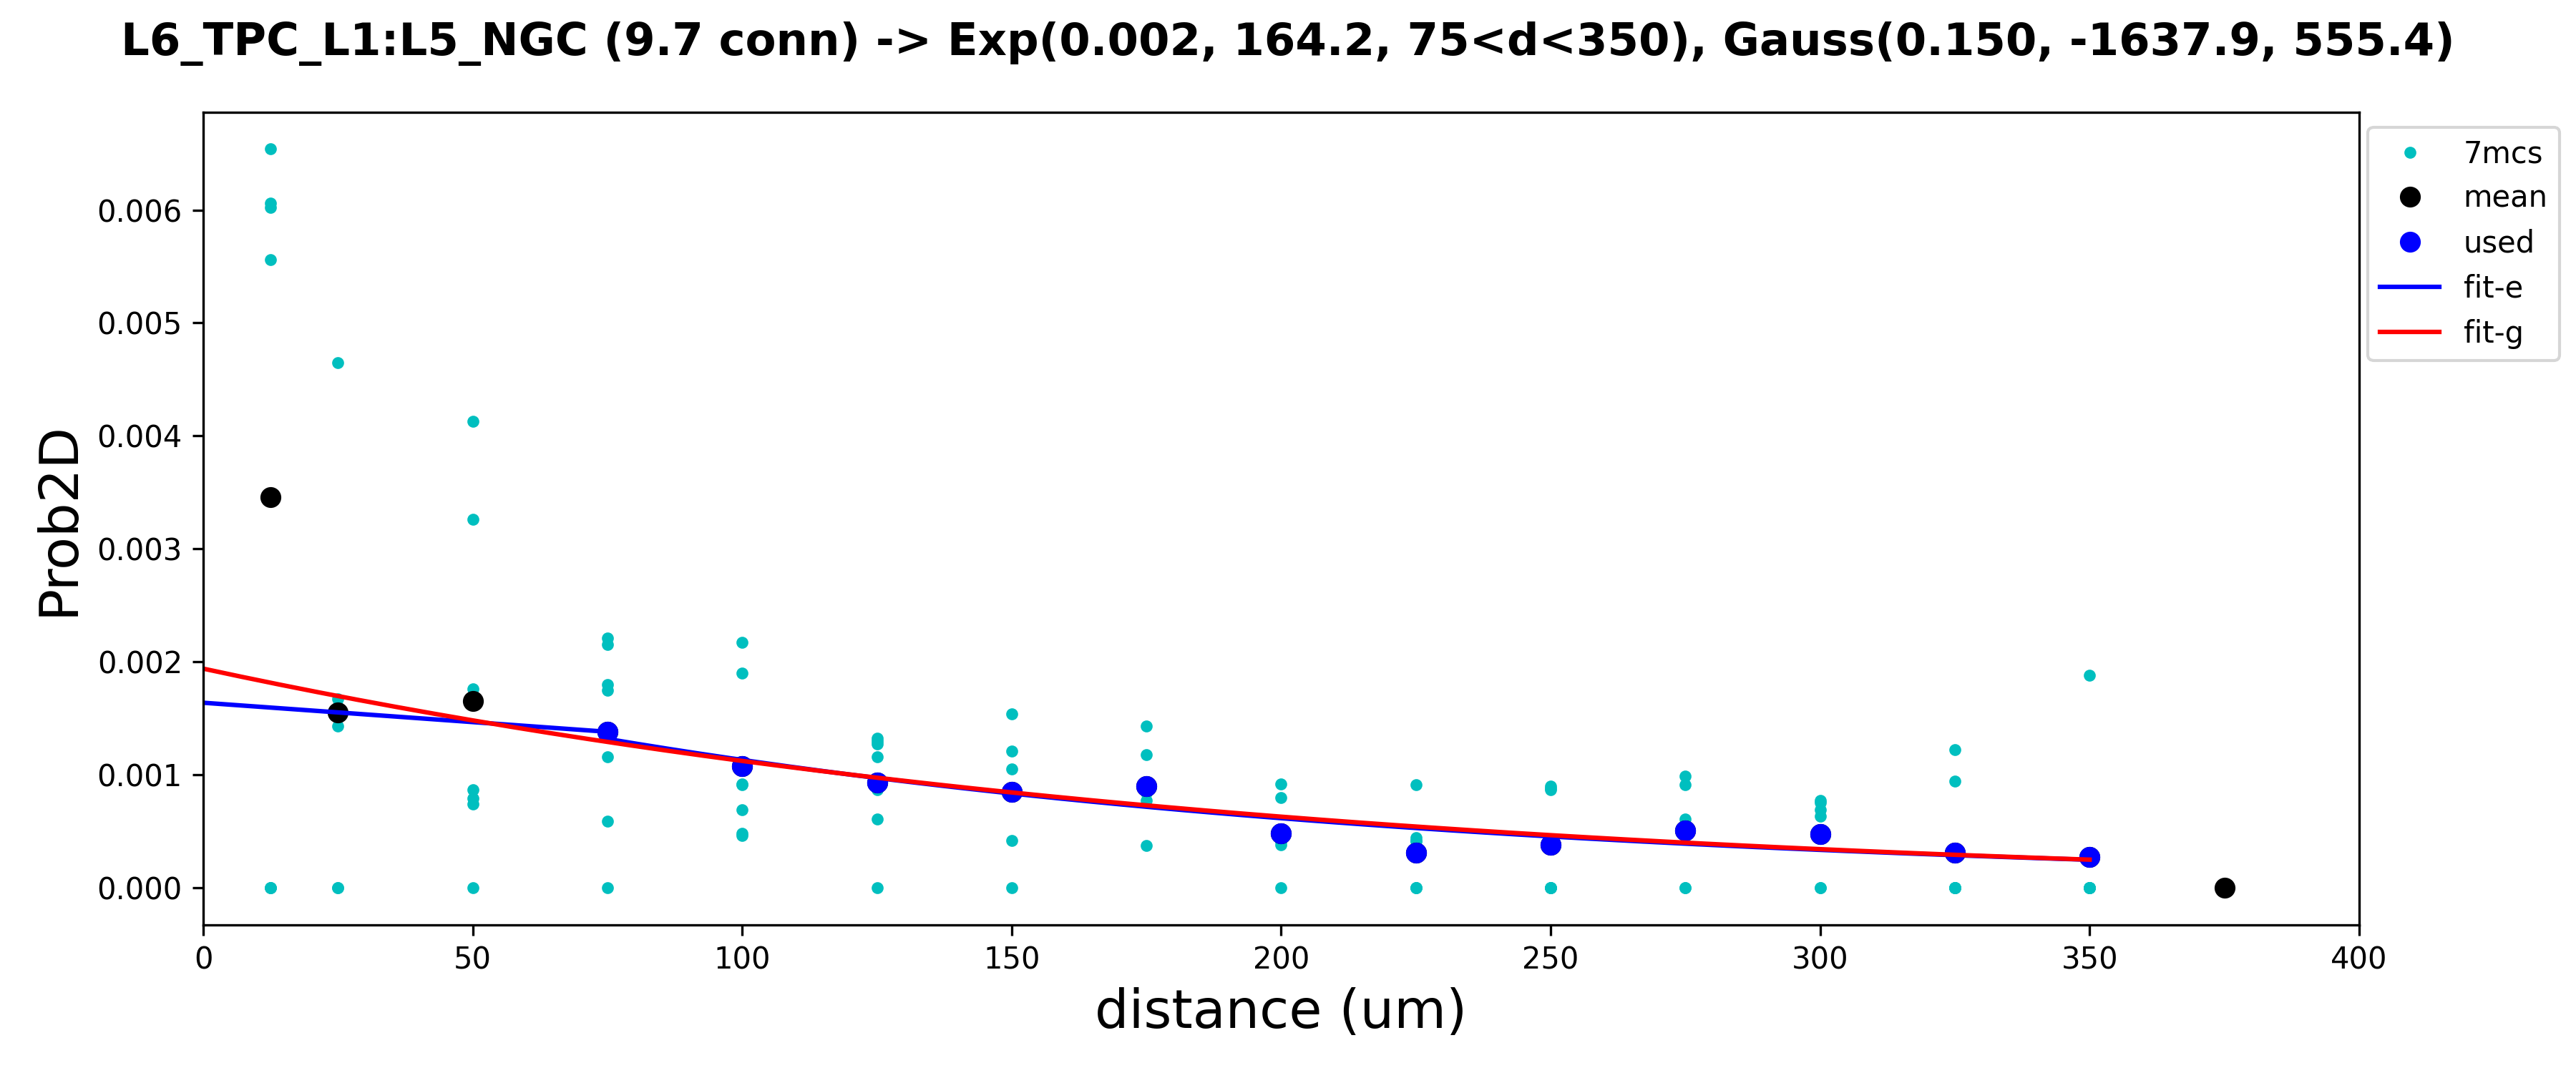 L6_TPC_L1:L5_NGC (9.7 conn) -> Exp(0.002, 164.2, 75<d<350), Gauss(0.150, -1637.9, 555.4)
7mcs
mean
used
fit-e
fit-g
Prob2D
0.006
0.005
0.004
0.003
0.002
0.001
0.000
0 50 100 150 200 250 300 350 400
distance (um)